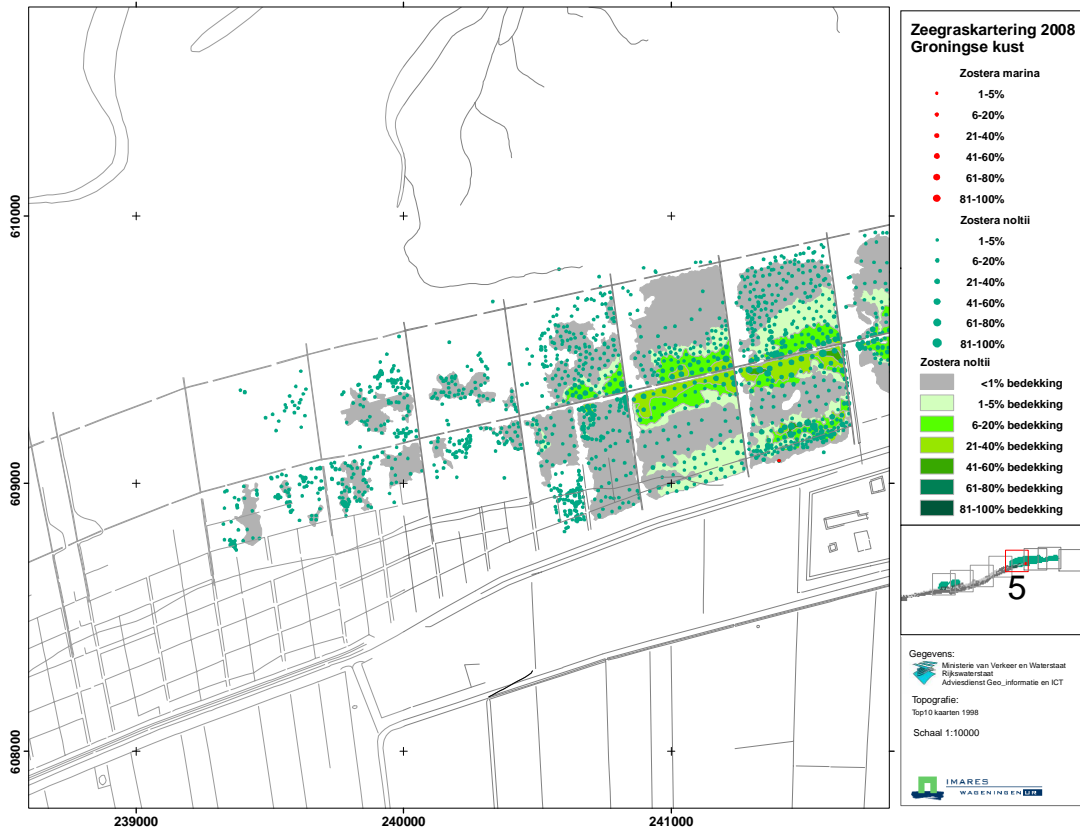 Zeegraskartering 2008
Groningse kust
Zostera marina
1-5%
6-20%
21-40%
41-60%
61-80%
81-100%
Zostera noltii
1-5%
6-20%
21-40%
41-60%
61-80%
81-100%
Zostera noltii
<1% bedekking
1-5% bedekking
6-20% bedekking
21-40% bedekking
41-60% bedekking
61-80% bedekking
81-100% bedekking
5
Gegevens:
Ministerie van Verkeer en Waterstaat
Rijkswaterstaat
Adviesdienst Geo_informatie en ICT
Topografie:
Top10 kaarten 1998
Schaal 1:10000
IMARES
WAGENINGEN UR
610000
609000
608000
239000
240000
241000